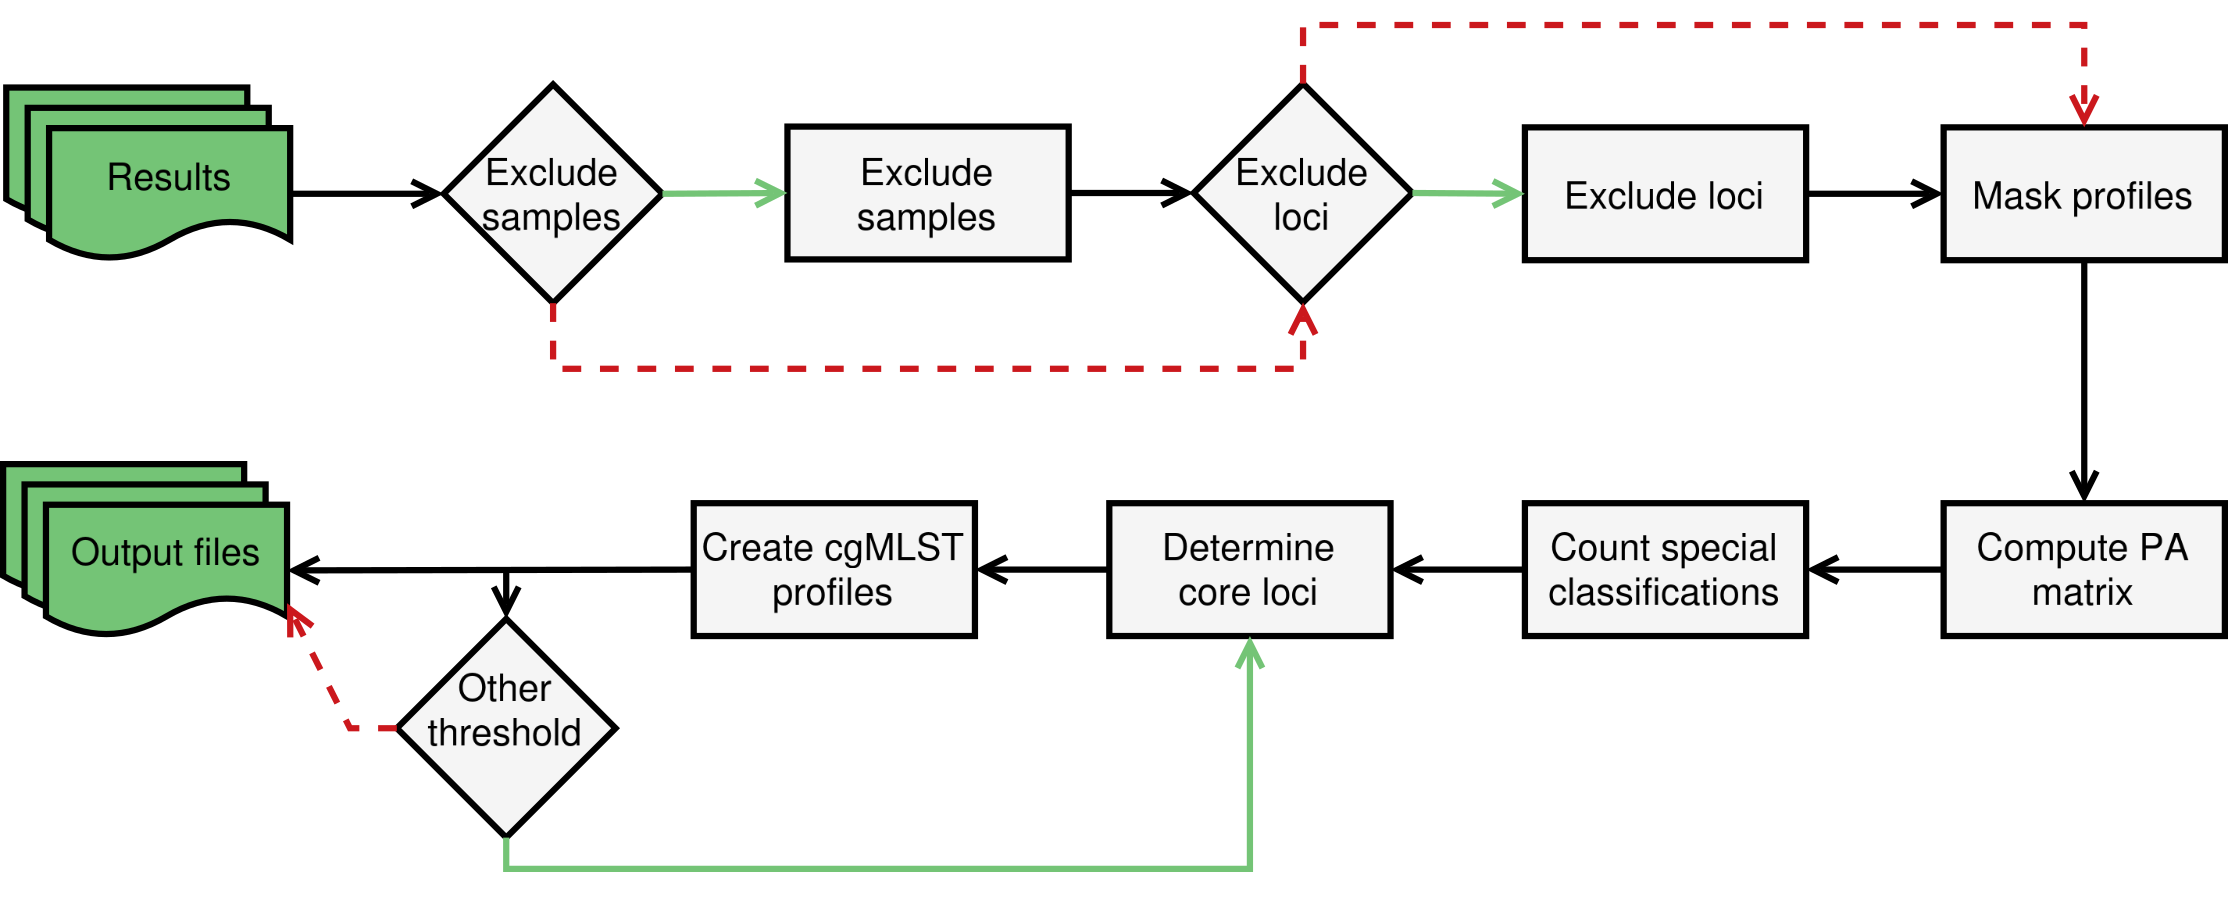 Results
Exclude
samples
Exclude
samples
Exclude
loci
Exclude loci
Mask profiles
Output files
Create cgMLST
profiles
Determine
core loci
Count special
classifications
Compute PA
matrix
Other
threshold